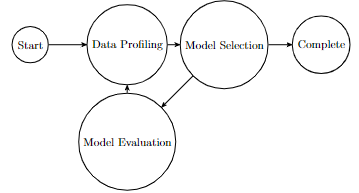 Start
Data Profiling
Model Selection
Complete
Model Evaluation